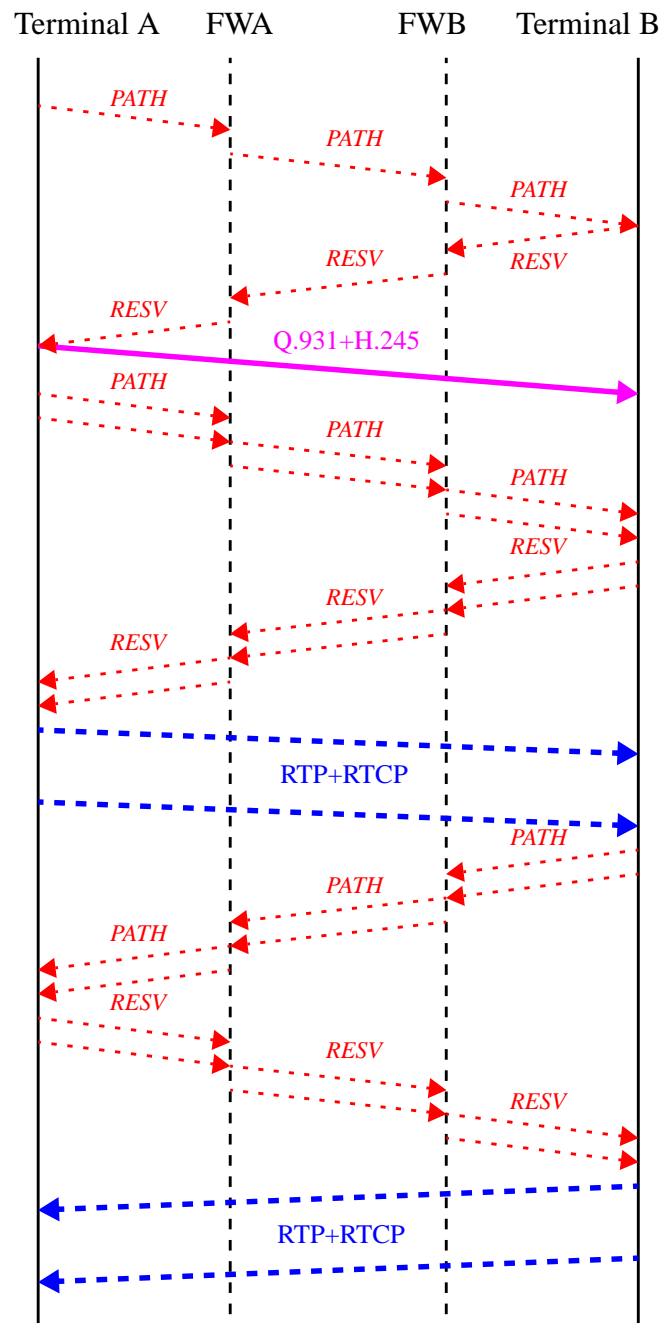 Terminal A FWA FWB Terminal B
PATH
PATH
PATH
RESV
RESV
RESV
Q.931+H.245
PATH
PATH
PATH
RESV
RESV
RESV
RTP+RTCP
PATH
PATH
PATH
RESV
RESV
RESV
RTP+RTCP